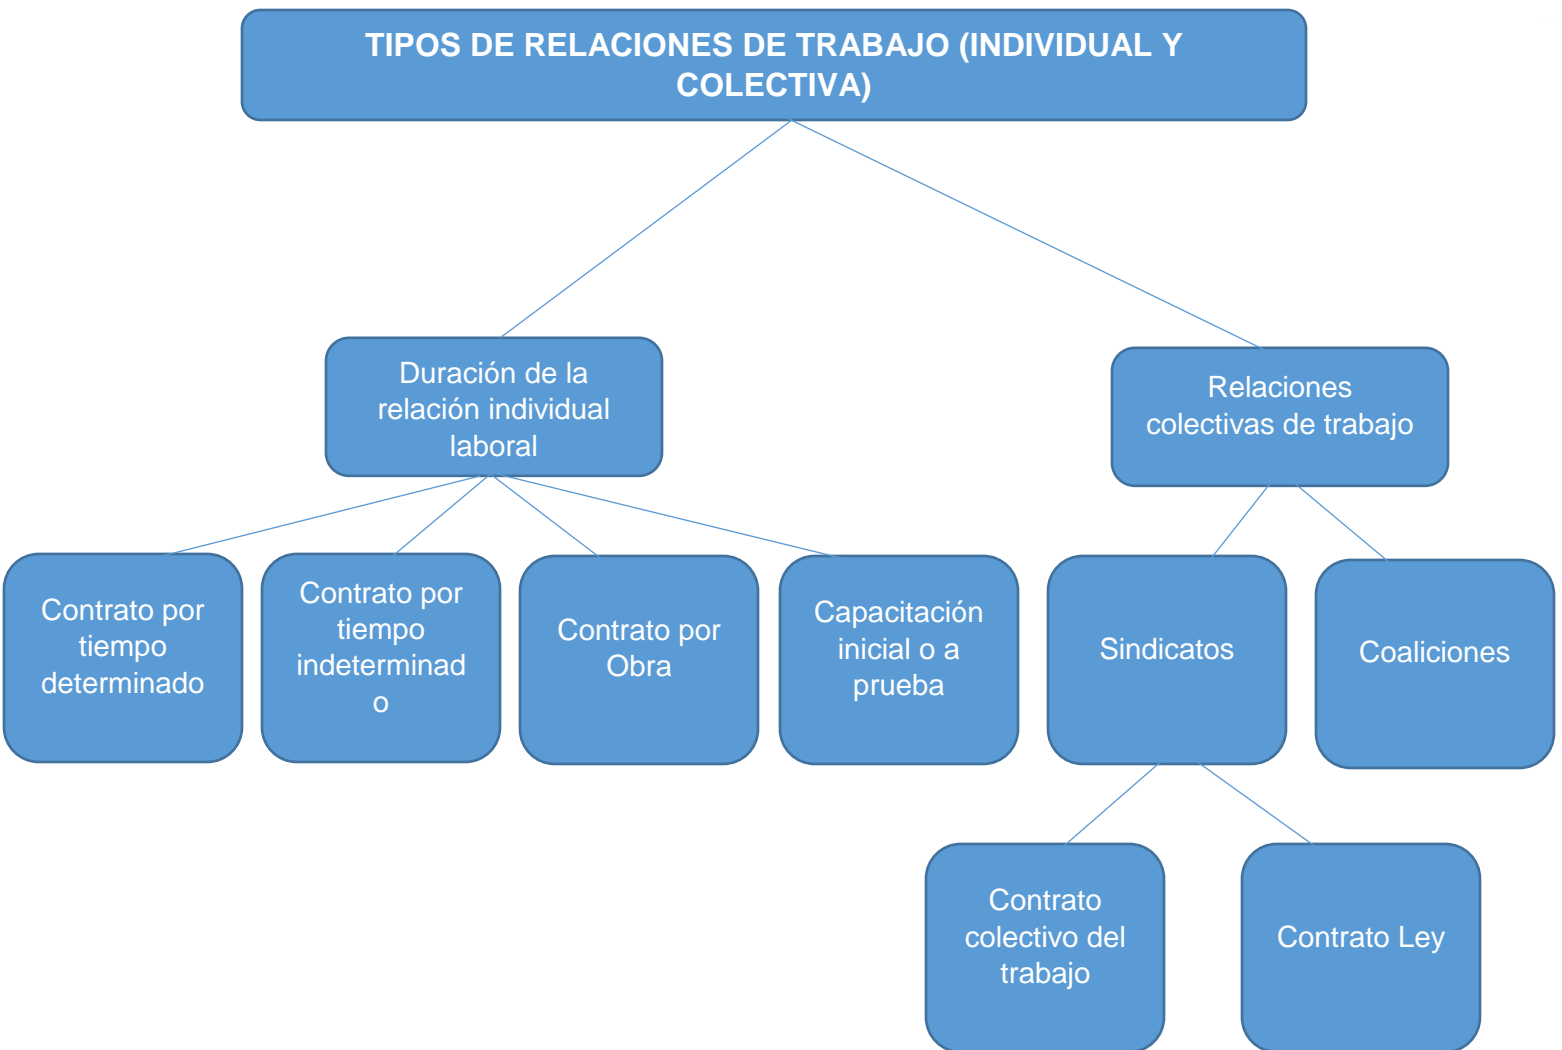 TIPOS DE RELACIONES DE TRABAJO (INDIVIDUAL Y
COLECTIVA)
Duración de la
relación individual
laboral
Relaciones
colectivas de trabajo
Contrato por
tiempo
determinado
Contrato por
tiempo
indeterminad
o
Contrato por
Obra
Capacitación
inicial o a
prueba
Sindicatos
Coaliciones
Contrato
colectivo del
trabajo
Contrato Ley